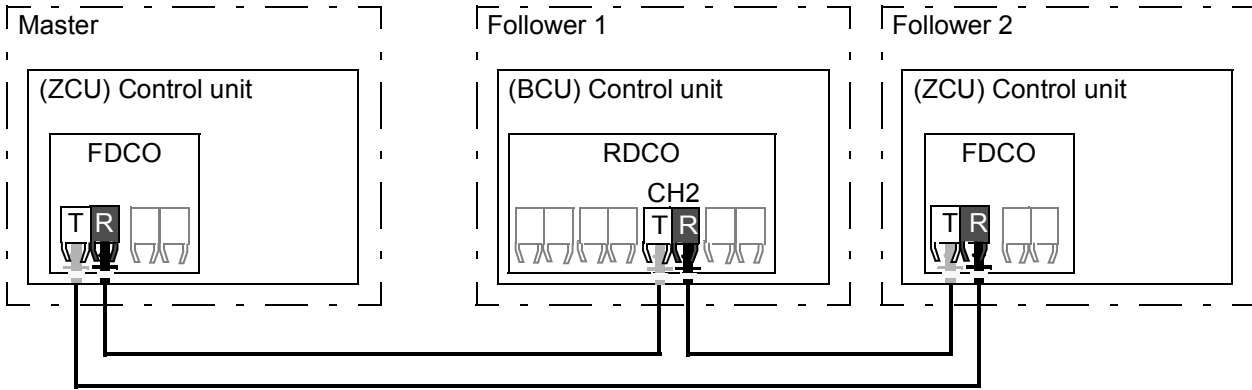 Master
(ZCU) Control unit
FDCO
T R
Follower 1
(BCU) Control unit
RDCO
CH2
T R
Follower 2
(ZCU) Control unit
FDCO
T R